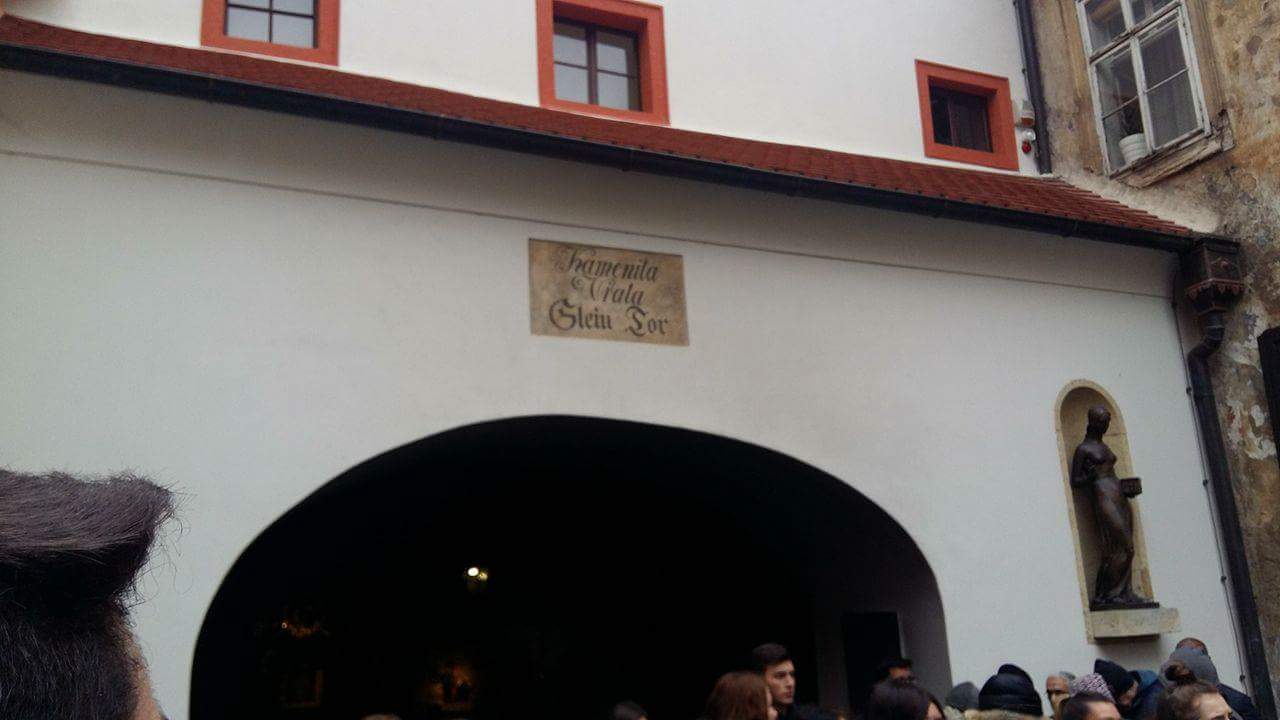 Kamenita
Vrata
Stein Tor